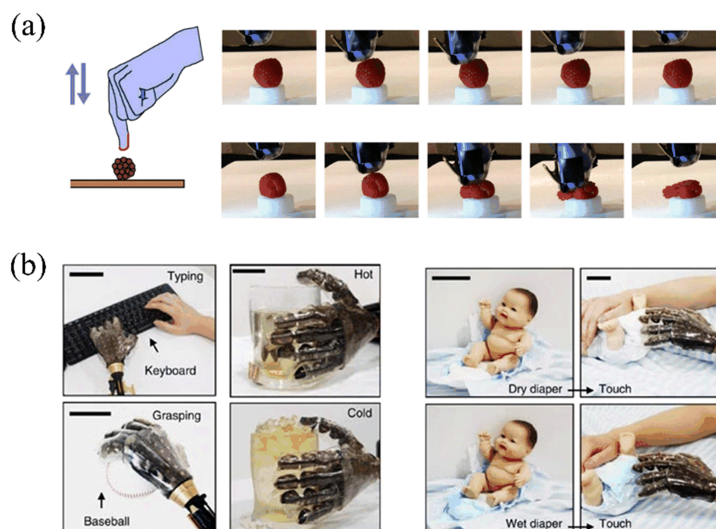 (a)
(b)
Typing
Keyboard
Hot
Grasping
Baseball
Cold
Dry diaper
Touch
Wet diaper
Touch